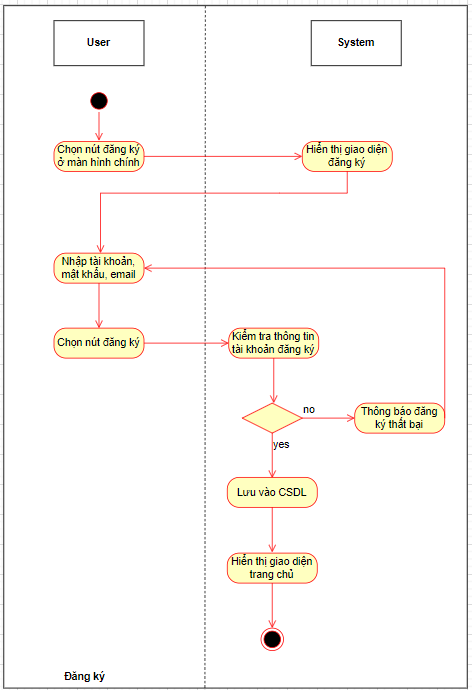 User
System
Chọn nút đăng ký
ở màn hình chính
Hiển thị giao diện
đăng ký
Nhập tài khoản,
mật khẩu, email
Chọn nút đăng ký
Kiểm tra thông tin
tài khoản đăng ký
no
Thông báo đăng
ký thất bại
yes
Lưu vào CSDL
Hiển thị giao diện
trang chủ
Đăng ký